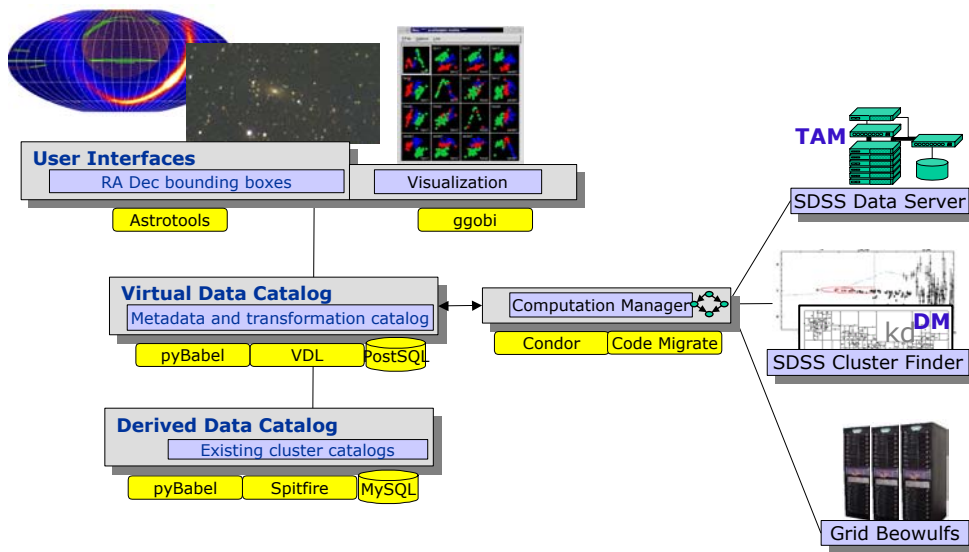 User Interfaces
RA Dec bounding boxes
Visualization
Astrotools
ggobi
TAM
SDSS Data Server
Virtual Data Catalog
Metadata and transformation catalog
pyBabel
VDL
PostSQL
Computation Manager
Condor
Code Migrate
kd
DM
SDSS Cluster Finder
Derived Data Catalog
Existing cluster catalogs
pyBabel
Spitfire
MySQL
Grid Beowulfs